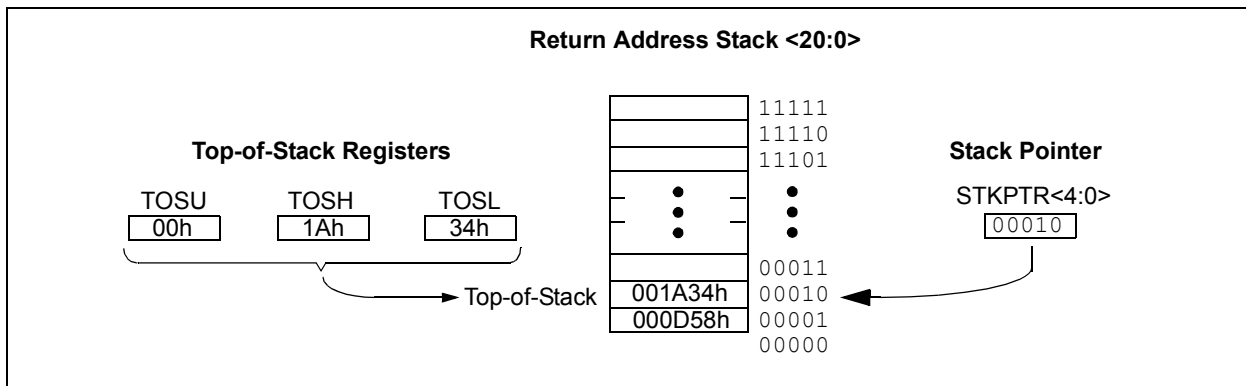 Return Address Stack <20:0>
11111
11110
Top-of-Stack Registers 11101 Stack Pointer
TOSU TOSH TOSL STKPTR<4:0>
00h 1Ah 34h 00010
00011
Top-of-Stack 001A34h 00010
000D58h 00001
00000